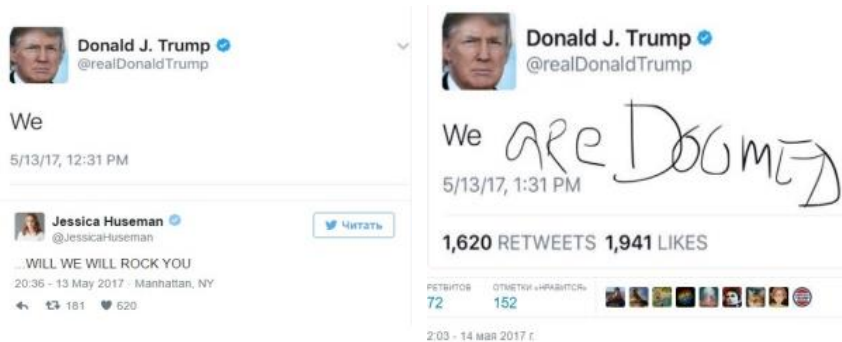 Donald J. Trump
@realDonaldTrump
We
5/13/17, 12:31 PM
Jessica Huseman
@JessicaHuseman
Читать
...WILL WE WILL ROCK YOU
20:36 - 13 May 2017 · Manhattan, NY
181 620
Donald J. Trump
@realDonaldTrump
We aRe DOOMED
5/13/17, 1:31 PM
1,620 RETWEETS 1,941 LIKES
РЕТВИТОВ ОТМЕТКИ «НРАВИТСЯ»
72 152
2:03 - 14 мая 2017 г.